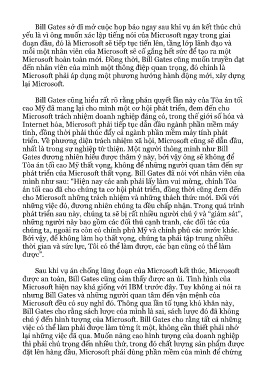 Bill Gates sở dĩ mở cuộc họp báo ngay sau khi vụ án kết thúc chủ
yếu là vì ông muốn xác lập tiếng nói của Microsoft ngay trong giai
đoạn đầu, đó là Microsoft sẽ tiếp tục tiến lên, tầng lớp lãnh đạo và
mỗi một nhân viên của Microsoft sẽ cố gắng hết sức để tạo ra một
Microsoft hoàn toàn mới. Đồng thời, Bill Gates cũng muốn truyền đạt
đến nhân viên của mình một thông điệp quan trọng, đó chính là
Microsoft phải áp dụng một phương hướng hành động mới, xây dựng
lại Microsoft.
Bill Gates cũng hiểu rất rõ rằng phán quyết lần này của Tòa án tối
cao Mỹ đã mang lại cho mình một cơ hội phát triển, đem đến cho
Microsoft trách nhiệm doanh nghiệp đáng có, trong thế giới số hóa và
Internet hóa, Microsoft phải tiếp tục dẫn đầu ngành phần mềm máy
tính, đồng thời phải thúc đẩy cả ngành phần mềm máy tính phát
triển. Về phương diện trách nhiệm xã hội, Microsoft cũng sẽ dẫn đầu,
nhất là trong sự nghiệp từ thiện. Một người thông minh như Bill
Gates đương nhiên hiểu được thâm ý này, bởi vậy ông sẽ không để
Tòa án tối cao Mỹ thất vọng, không để những người quan tâm đến sự
phát triển của Microsoft thất vọng. Bill Gates đã nói với nhân viên của
mình như sau: “Hiện nay các anh phải lấy làm vui mừng, chính Tòa
án tối cao đã cho chúng ta cơ hội phát triển, đồng thời cũng đem đến
cho Microsoft những trách nhiệm và những thách thức mới. Đối với
những việc đó, đương nhiên chúng ta đều chấp nhận. Trong quá trình
phát triển sau này, chúng ta sẽ bị rất nhiều người chú ý và “giám sát”,
những người này bao gồm các đối thủ cạnh tranh, các đối tác của
chúng ta, ngoài ra còn có chính phủ Mỹ và chính phủ các nước khác.
Bởi vậy, để không làm họ thất vọng, chúng ta phải tập trung nhiều
thời gian và sức lực, Tôi có thể làm được, các bạn cũng có thể làm
được”.
Sau khi vụ án chống lũng đoạn của Microsoft kết thúc, Microsoft
được an toàn, Bill Gates cũng cảm thấy được an ủi. Tình hình của
Microsoft hiện nay khá giống với IBM trước đây. Tuy không ai nói ra
nhưng Bill Gates và những người quan tâm đến vận mệnh của
Microsoft đều có suy nghĩ đó. Thông qua lần tố tụng khó khăn này,
Bill Gates cho rằng sách lược của mình là sai, sách lược đó đã không
chú ý đến hình tượng của Microsoft. Bill Gates cho rằng tất cả những
việc có thể làm phải được làm từng ít một, không cần thiết phải nhớ
lại những việc đã qua. Muốn nâng cao hình tượng của doanh nghiệp
thì phải chú trọng đến nhiều thứ, trong đó chất lượng sản phẩm được
đặt lên hàng đầu, Microsoft phải dùng phần mềm của mình để chứng